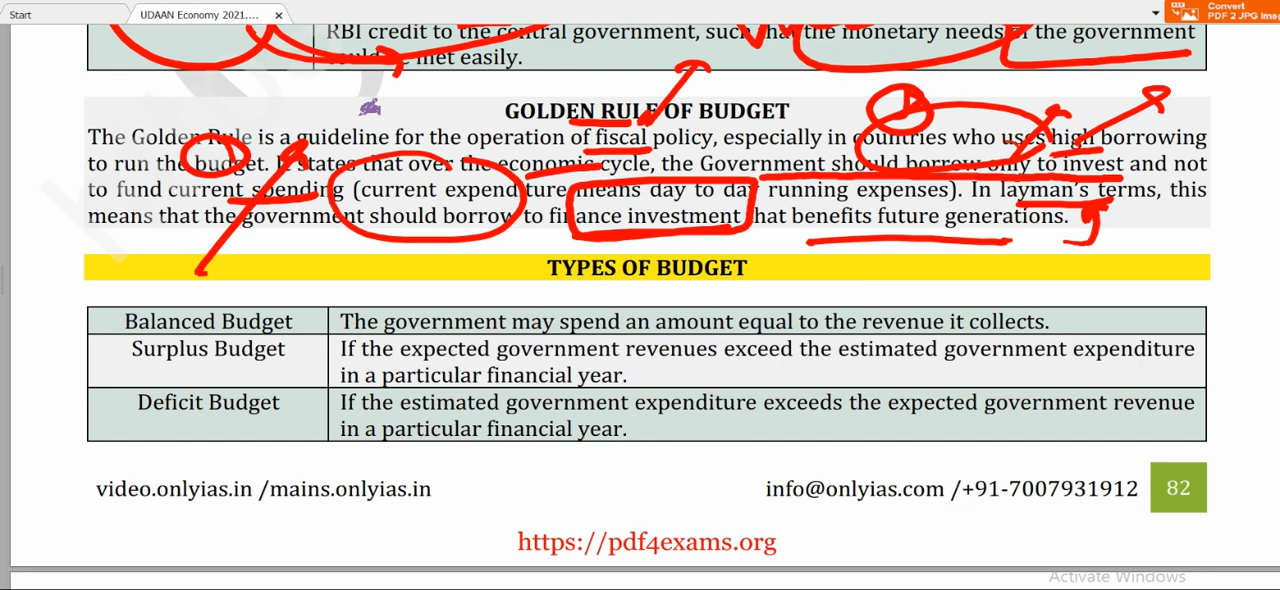 Start
UDAAN Economy 2021....
Convert
PDF 2 JPG Imag
RBI credit to the central government, such that the monetary needs of the government
could be met easily.
GOLDEN RULE OF BUDGET
The Golden Rule is a guideline for the operation of fiscal policy, especially in countries who uses high borrowing
to run the budget. It states that over the economic cycle, the Government should borrow only to invest and not
to fund current spending (current expenditure means day to day running expenses). In layman's terms, this
means that the government should borrow to finance investment that benefits future generations.
TYPES OF BUDGET
Balanced Budget The government may spend an amount equal to the revenue it collects.
Surplus Budget If the expected government revenues exceed the estimated government expenditure
in a particular financial year.
Deficit Budget If the estimated government expenditure exceeds the expected government revenue
in a particular financial year.
video.onlyias.in /mains.onlyias.in info@onlyias.com /+91-7007931912 82
https://pdf4exams.org
Activate Windows